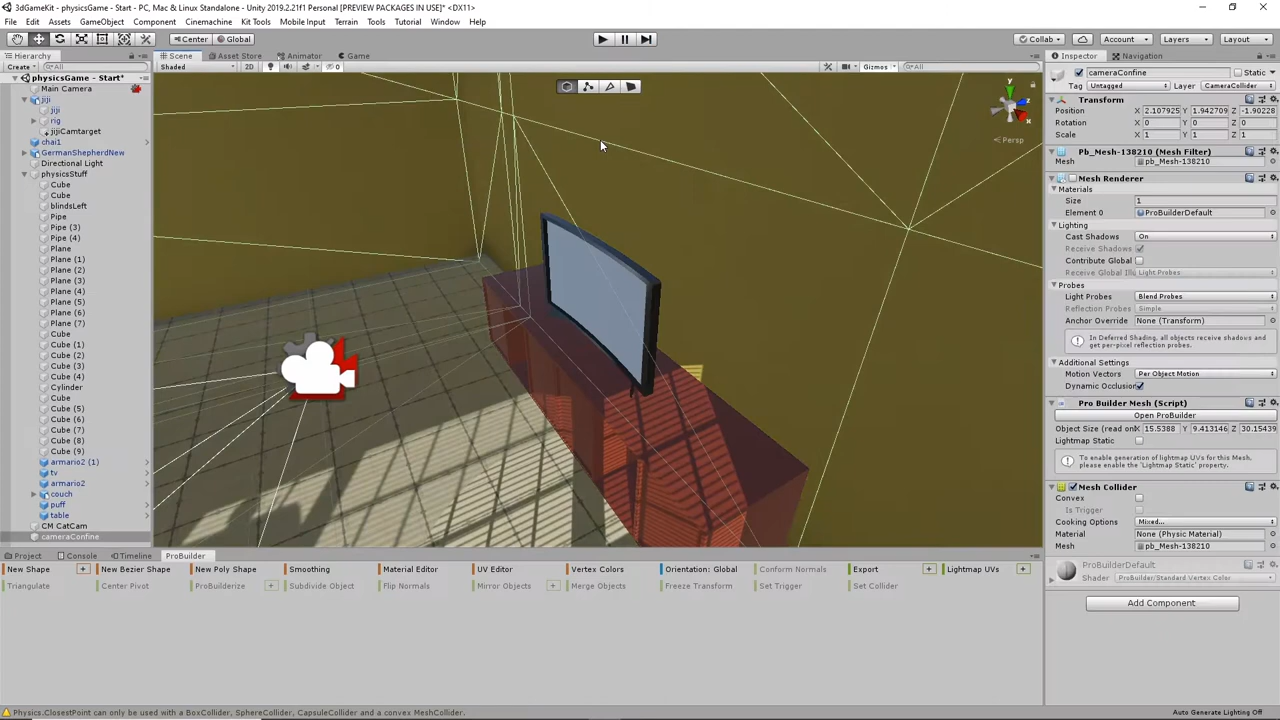 3dGameKit - physicsGame - Start - PC, Mac & Linux Standalone - Unity 2019.2.21f1 Personal [PREVIEW PACKAGES IN USE]* <DX11>
File Edit Assets GameObject Component Cinemachine Kit Tools Mobile Input Terrain Tools Tutorial Window Help
Center Global Collab Account Layers Layout
Hierarchy Scene Asset Store Animator Game Inspector Navigation
Create All Shaded 2D 0 Gizmos All
cameraConfine Static
physicsGame - Start*
Tag Untagged Layer CameraCollider
Main Camera
jiji
Transform
jiji
Position X 2.107925 Y 1.942709 Z -1.90228
rig
Rotation X 0 Y 0 Z 0
jijiCamtarget
Scale X 1 Y 1 Z 1
chai1
y
x
Persp
GermanShepherdNew
Pb_Mesh-138210 (Mesh Filter)
Directional Light
Mesh pb_Mesh-138210
physicsStuff
Mesh Renderer
Cube
Materials
Cube
Size 1
blindsLeft
Element 0 ProBuilderDefault
Pipe
Lighting
Pipe (3)
Cast Shadows On
Pipe (4)
Receive Shadows
Plane
Contribute Global
Plane (1)
Receive Global Illu Light Probes
Plane (2)
Probes
Plane (3)
Light Probes Blend Probes
Plane (4)
Reflection Probes Simple
Plane (5)
Anchor Override None (Transform)
Plane (6)
Plane (7)
In Deferred Shading, all objects receive shadows and get per-pixel reflection probes.
Cube
Cube (1)
Additional Settings
Cube (2)
Motion Vectors Per Object Motion
Cube (3)
Dynamic Occlusion
Cube (4)
Cylinder
Pro Builder Mesh (Script)
Cube
Open ProBuilder
Cube (5)
Object Size (read onl X 15.5388 Y 9.413146 Z 30.15439
Cube (6)
Lightmap Static
Cube (7)
Cube (8)
To enable generation of lightmap UVs for this Mesh, please enable the 'Lightmap Static' property.
Cube (9)
armario2 (1)
tv
Mesh Collider
armario2
Convex
couch
Is Trigger
puff
Cooking Options Mixed...
table
Material None (Physic Material)
CM CatCam
Mesh pb_Mesh-138210
cameraConfine
Project Console Timeline ProBuilder
ProBuilderDefault
Shader ProBuilder/Standard Vertex Color
New Shape + New Bezier Shape New Poly Shape Smoothing Material Editor UV Editor Vertex Colors Orientation: Global Conform Normals Export + Lightmap UVs +
Triangulate Center Pivot ProBuilderize + Subdivide Object Flip Normals Mirror Objects + Merge Objects Freeze Transform Set Trigger Set Collider
Add Component
Physics.ClosestPoint can only be used with a BoxCollider, SphereCollider, CapsuleCollider and a convex MeshCollider.
Auto Generate Lighting Off